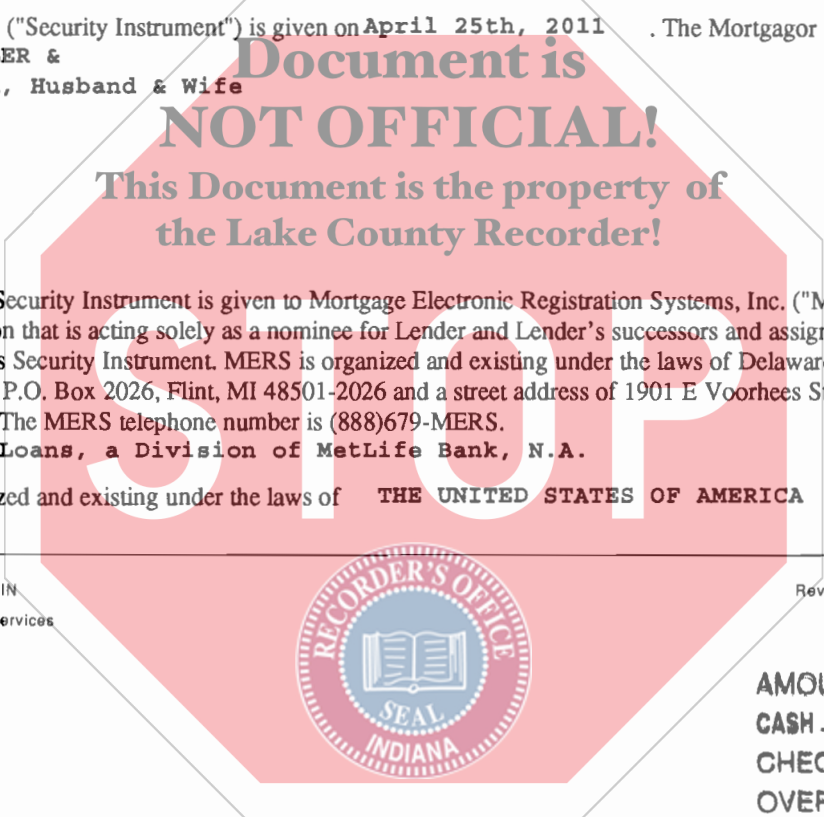 ("Security Instrument") is given on April 25th, 2011 . The Mortgagor
ER &
, Husband & Wife
Document is
NOT OFFICIAL!
This Document is the property of
the Lake County Recorder!
Security Instrument is given to Mortgage Electronic Registration Systems, Inc. ("M
n that is acting solely as a nominee for Lender and Lender's successors and assign
s Security Instrument. MERS is organized and existing under the laws of Delawar
P.O. Box 2026, Flint, MI 48501-2026 and a street address of 1901 E Voorhees S
The MERS telephone number is (888)679-MERS.
Loans, a Division of MetLife Bank, N.A.
zed and existing under the laws of THE UNITED STATES OF AMERICA
STOP
IN
Rev
ervices
RECORDER'S OFFICE
SEAL
INDIANA
AMOU
CASH
CHEC
OVER